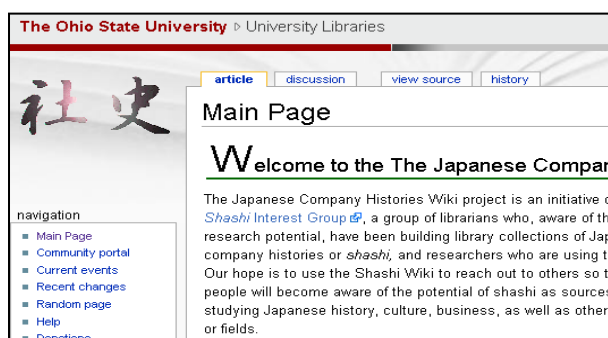 The Ohio State University ▷ University Libraries
article discussion view source history
社史
Main Page
Welcome to the The Japanese Compan
navigation
Main Page
Community portal
Current events
Recent changes
Random page
Help
Donations
The Japanese Company Histories Wiki project is an initiative o
Shashi Interest Group, a group of librarians who, aware of th
research potential, have been building library collections of Jap
company histories or shashi, and researchers who are using t
Our hope is to use the Shashi Wiki to reach out to others so t
people will become aware of the potential of shashi as sources
studying Japanese history, culture, business, as well as other
or fields.